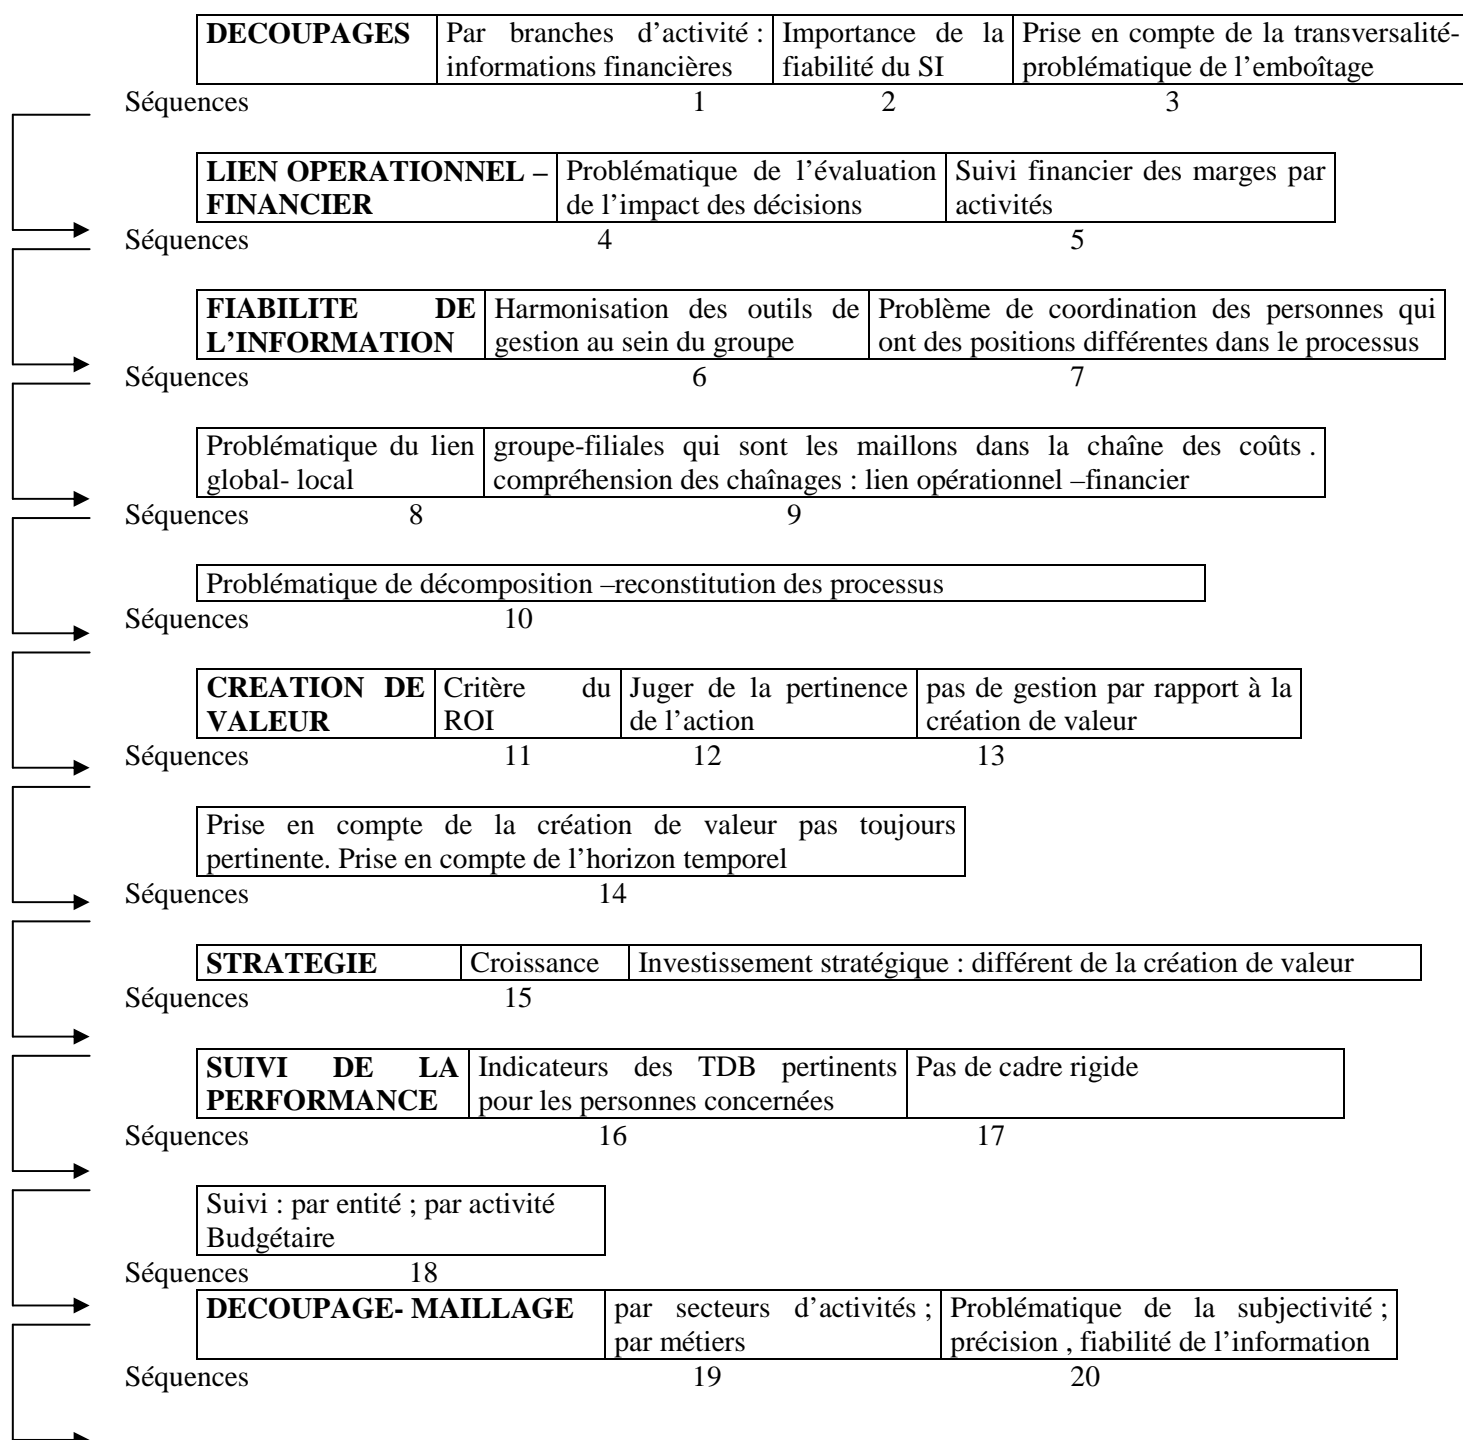 DECOUPAGES Par branches d’activité : Importance de la Prise en compte de la transversalité-
informations financières fiabilité du SI problématique de l’emboîtage
Séquences 1 2 3
LIEN OPERATIONNEL – Problématique de l’évaluation Suivi financier des marges par
FINANCIER de l’impact des décisions activités
Séquences 4 5
FIABILITE DE Harmonisation des outils de Problème de coordination des personnes qui
L’INFORMATION gestion au sein du groupe ont des positions différentes dans le processus
Séquences 6 7
Problématique du lien groupe-filiales qui sont les maillons dans la chaîne des coûts .
global- local compréhension des chaînages : lien opérationnel –financier
Séquences 8 9
Problématique de décomposition –reconstitution des processus
Séquences 10
CREATION DE Critère du Juger de la pertinence pas de gestion par rapport à la
VALEUR ROI de l’action création de valeur
Séquences 11 12 13
Prise en compte de la création de valeur pas toujours
pertinente. Prise en compte de l’horizon temporel
Séquences 14
STRATEGIE Croissance Investissement stratégique : différent de la création de valeur
Séquences 15
SUIVI DE LA Indicateurs des TDB pertinents Pas de cadre rigide
PERFORMANCE pour les personnes concernées
Séquences 16 17
Suivi : par entité ; par activité
Budgétaire
Séquences 18
DECOUPAGE- MAILLAGE par secteurs d’activités ; Problématique de la subjectivité ;
par métiers précision , fiabilité de l’information
Séquences 19 20